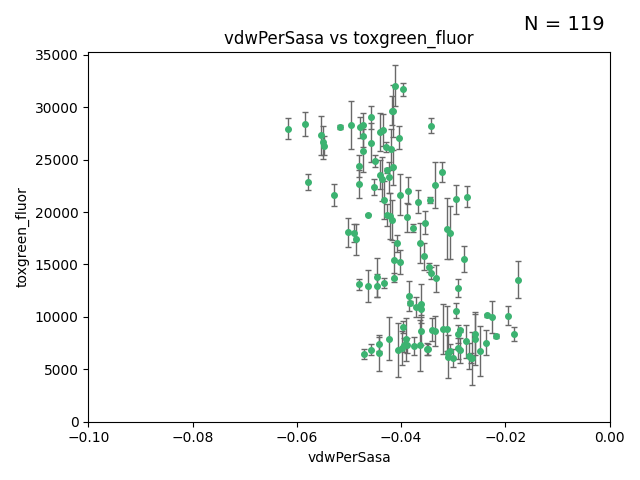 N = 119
vdwPerSasa vs toxgreen_fluor
35000
30000
25000
20000
15000
10000
5000
0
toxgreen_fluor
−0.10 −0.08 −0.06 −0.04 −0.02 0.00
vdwPerSasa